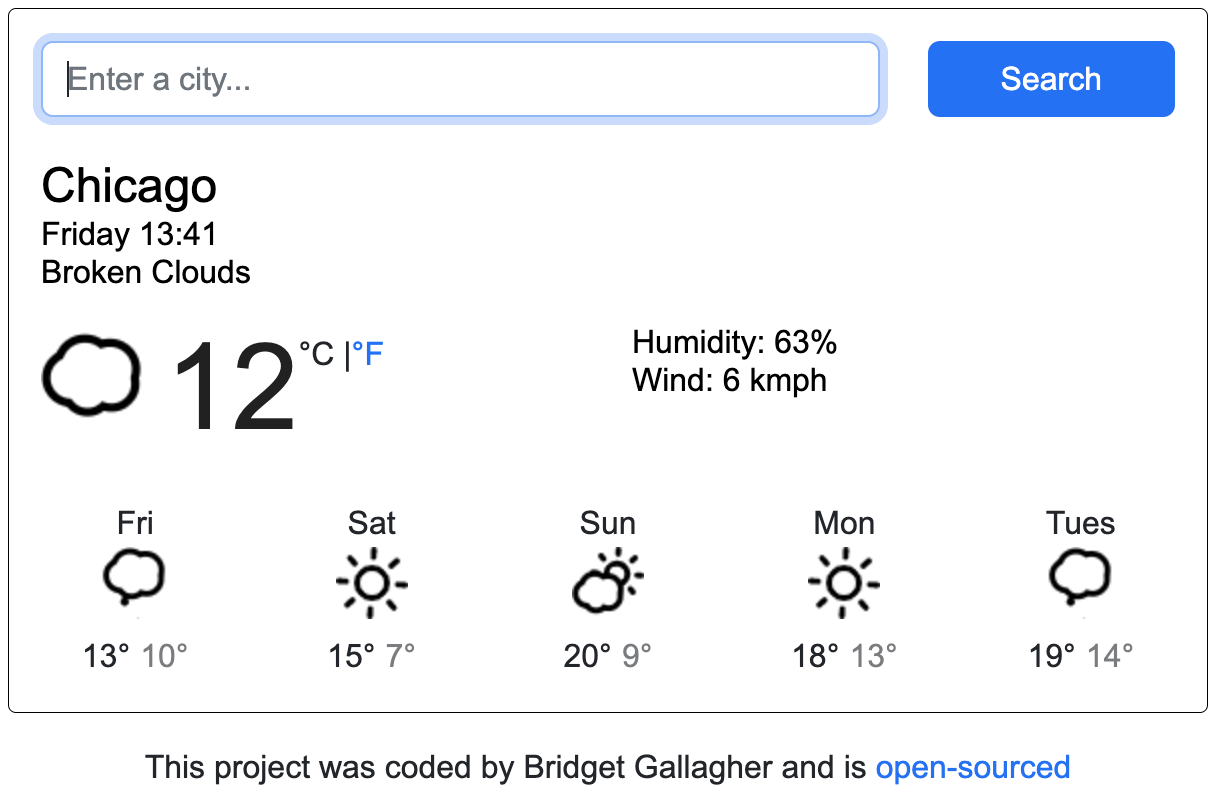 Enter a city...
Search
Chicago
Friday 13:41
Broken Clouds
12 °C |°F
Humidity: 63%
Wind: 6 kmph
Fri Sat Sun Mon Tues
13° 10° 15° 7° 20° 9° 18° 13° 19° 14°
This project was coded by Bridget Gallagher and is open-sourced